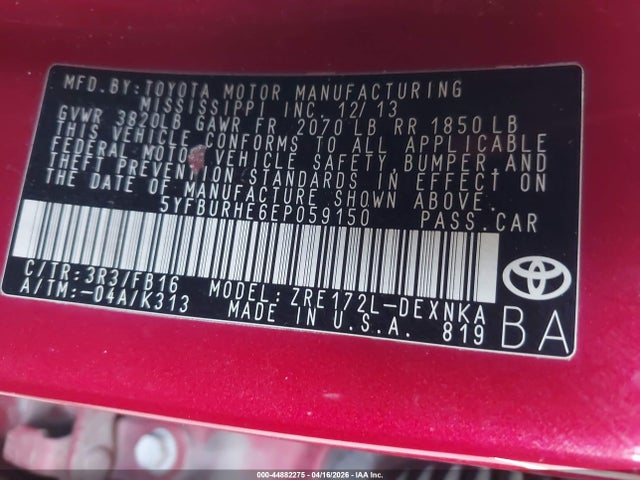 MFD. BY: TOYOTA MOTOR MANUFACTURING
MISSISSIPPI INC. 12/13
GVWR 3820LB GAWR FR 2070 LB RR 1850 LB
THIS VEHICLE CONFORMS TO ALL APPLICABLE
FEDERAL MOTOR VEHICLE SAFETY, BUMPER, AND
THEFT PREVENTION STANDARDS IN EFFECT ON
THE DATE OF MANUFACTURE SHOWN ABOVE.
5YFBURHE6EP059150 PASS.CAR
C/TR: 3R3/FB16 MODEL: ZRE172L-DEXNKA
A/TM: -04A/K313 MADE IN U.S.A. 819
BA
000-44882275 - 04/16/2026 - IAA Inc.